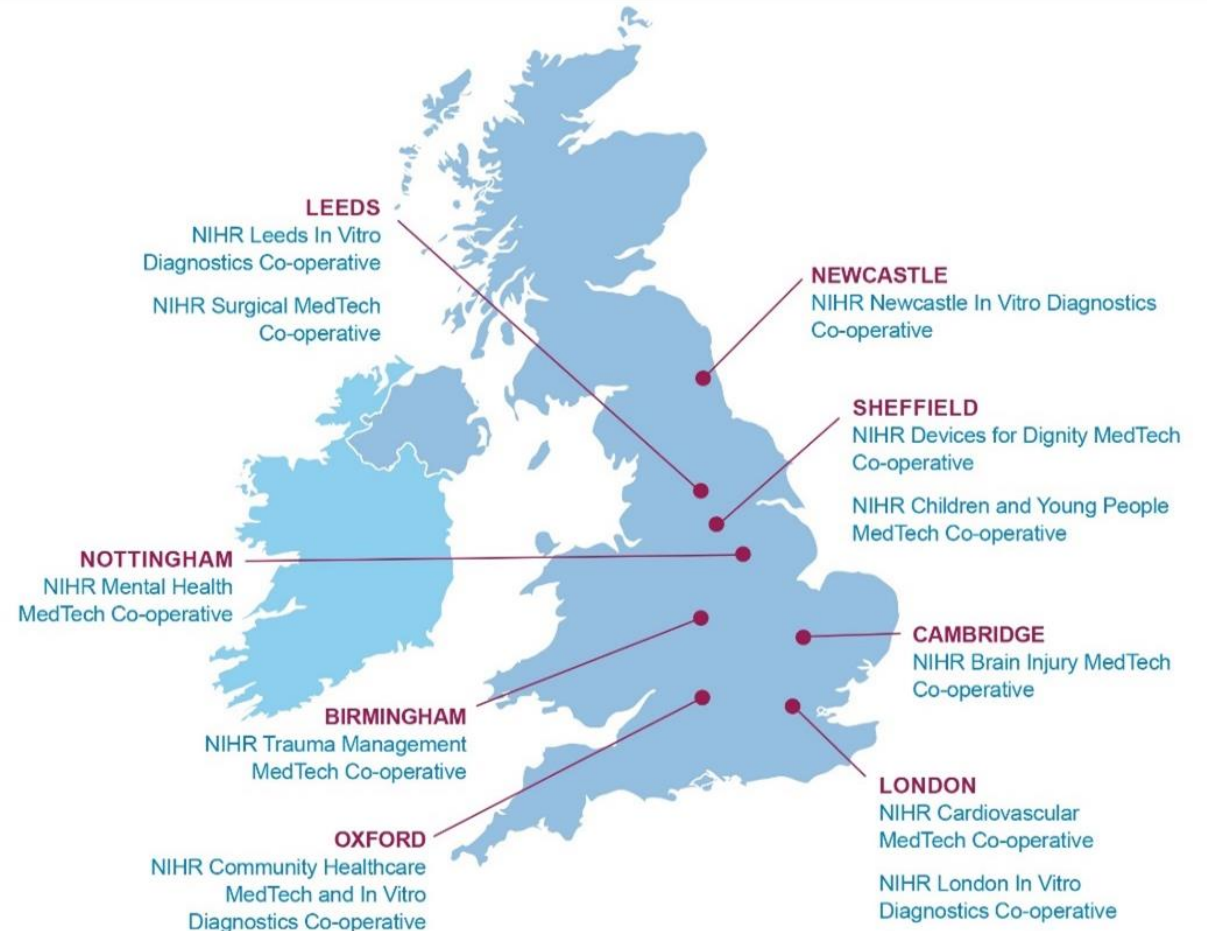 LEEDS
NIHR Leeds In Vitro
Diagnostics Co-operative
NIHR Surgical MedTech
Co-operative
NEWCASTLE
NIHR Newcastle In Vitro Diagnostics
Co-operative
SHEFFIELD
NIHR Devices for Dignity MedTech
Co-operative
NIHR Children and Young People
MedTech Co-operative
NOTTINGHAM
NIHR Mental Health
MedTech Co-operative
CAMBRIDGE
NIHR Brain Injury MedTech
Co-operative
BIRMINGHAM
NIHR Trauma Management
MedTech Co-operative
LONDON
NIHR Cardiovascular
MedTech Co-operative
NIHR London In Vitro
Diagnostics Co-operative
OXFORD
NIHR Community Healthcare
MedTech and In Vitro
Diagnostics Co-operative